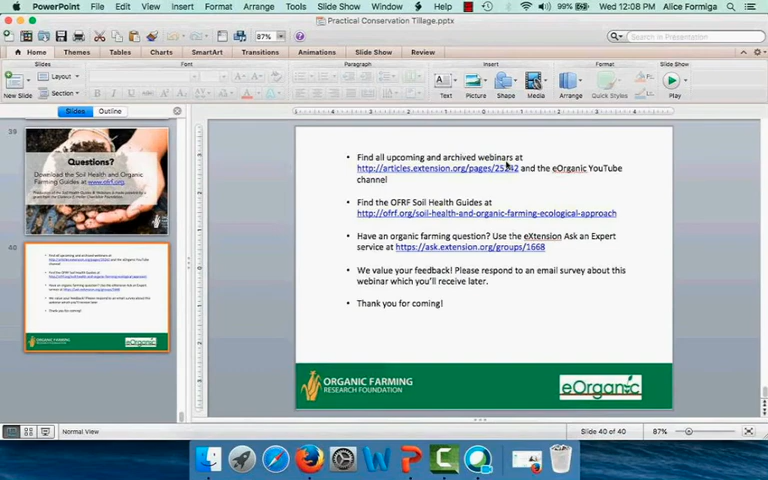 PowerPoint File Edit View Insert Format Arrange Tools Slide Show Window Help 99% Wed 12:08 PM Alice Formiga
Practical Conservation Tillage.pptx
87% Search in Presentation
Home Themes Tables Charts SmartArt Transitions Animations Slide Show Review
Slides Font Paragraph Insert Format Slide Show
New Slide Layout Section Text Picture Shape Media Arrange Quick Styles Play
Slides Outline
39
Questions?
Download the Soil Health and Organic
Farming Guides at www.ofrf.org
40
Find all upcoming and archived webinars at
http://articles.extension.org/pages/25242 and the eOrganic YouTube
channel
Find the OFRF Soil Health Guides at
http://ofrf.org/soil-health-and-organic-farming-ecological-approach
Have an organic farming question? Use the eXtension Ask an Expert
service at https://ask.extension.org/groups/1668
We value your feedback! Please respond to an email survey about this
webinar which you'll receive later.
Thank you for coming!
ORGANIC FARMING
RESEARCH FOUNDATION
eOrganic
Normal View Slide 40 of 40 87%